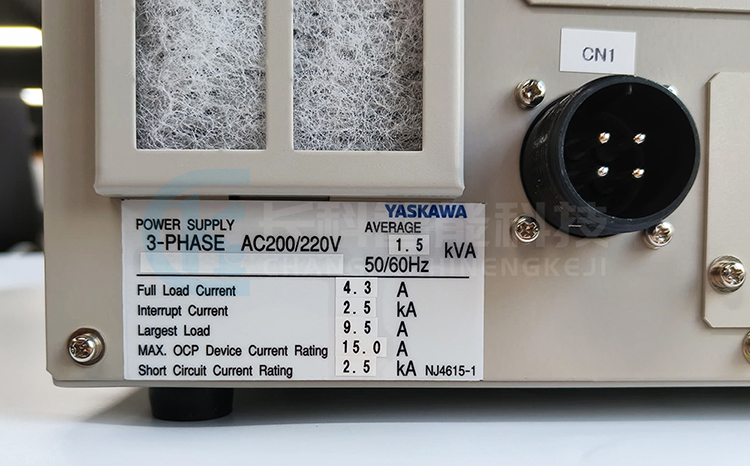 CN1
YASKAWA
POWER SUPPLY
AVERAGE
3-PHASE AC200/220V 1.5 kVA
50/60Hz
Full Load Current 4.3 A
Interrupt Current 2.5 kA
Largest Load 9.5 A
MAX. OCP Device Current Rating 15.0 A
Short Circuit Current Rating 2.5 kA NJ4615-1